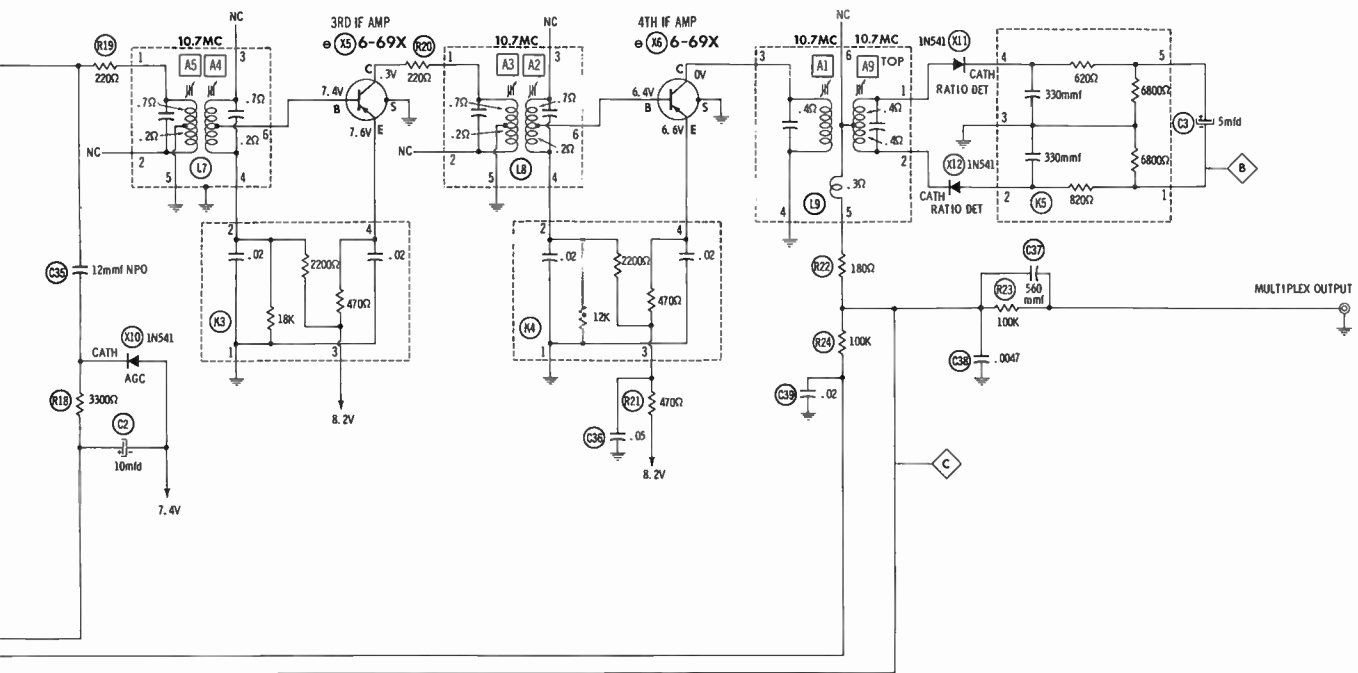 NC
3RD IF AMP
⊖ X5 6-69X
NC
4TH IF AMP
⊖ X6 6-69X
NC
R19
220Ω
1
10.7MC
A5 A4
3
.7Ω
.7Ω
.2Ω
.2Ω
6
NC
2
5
L7
4
7.4V
B
C
.3V
S
7.6V
E
R20
220Ω
1
10.7MC
A3 A2
3
.7Ω
.7Ω
.2Ω
.2Ω
6
NC
2
5
L8
4
6.4V
B
C
0V
S
6.6V
E
10.7MC 10.7MC
3
A1
6
A9 TOP
.4Ω
.4Ω
.4Ω
1
2
.3Ω
L9
4
5
1N541 X11
CATH
RATIO DET
X12 1N541
CATH
RATIO DET
4
620Ω
5
330mmf
6800Ω
3
330mmf
6800Ω
2
K5
820Ω
1
C3
5mfd
B
C35 12mmf NPO
X10 1N541
CATH
AGC
R18 3300Ω
C2
10mfd
7.4V
2
4
.02
2200Ω
.02
470Ω
K3
18K
1
3
8.2V
2
4
.02
2200Ω
.02
470Ω
K4
12K
1
3
R21 470Ω
C36 .05
8.2V
R22 180Ω
R24 100K
C39 .02
C37
560
mmf
R23
100K
C38 .0047
MULTIPLEX OUTPUT
C